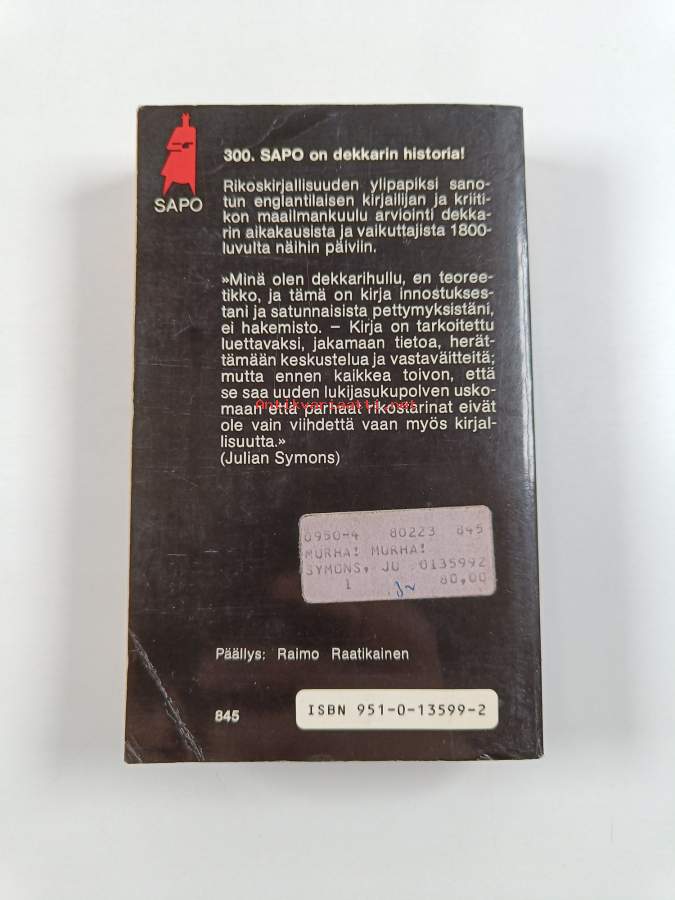 SAPO
300. SAPO on dekkarin historia!
Rikoskirjallisuuden ylipapiksi sano-
tun englantilaisen kirjailijan ja kriiti-
kon maailmankuulu arviointi dekka-
rin aikakausista ja vaikuttajista 1800-
luvulta näihin päiviin.
»Minä olen dekkarihullu, en teoree-
tikko, ja tämä on kirja innostukses-
tani ja satunnaisista pettymyksistäni,
ei hakemisto. – Kirja on tarkoitettu
luettavaksi, jakamaan tietoa, herät-
tämään keskustelua ja vastaväitteitä;
mutta ennen kaikkea toivon, että
se saa uuden lukijasukupolven usko-
maan että parhaat rikostarinat eivät
ole vain viihdettä vaan myös kirjal-
lisuutta.»
(Julian Symons)
Antikvariaatti.net
0950-4 80223 845
MURHA! MURHA!
SYMONS, JU 0135992
1 80,00
Päällys: Raimo Raatikainen
845
ISBN 951-0-13599-2